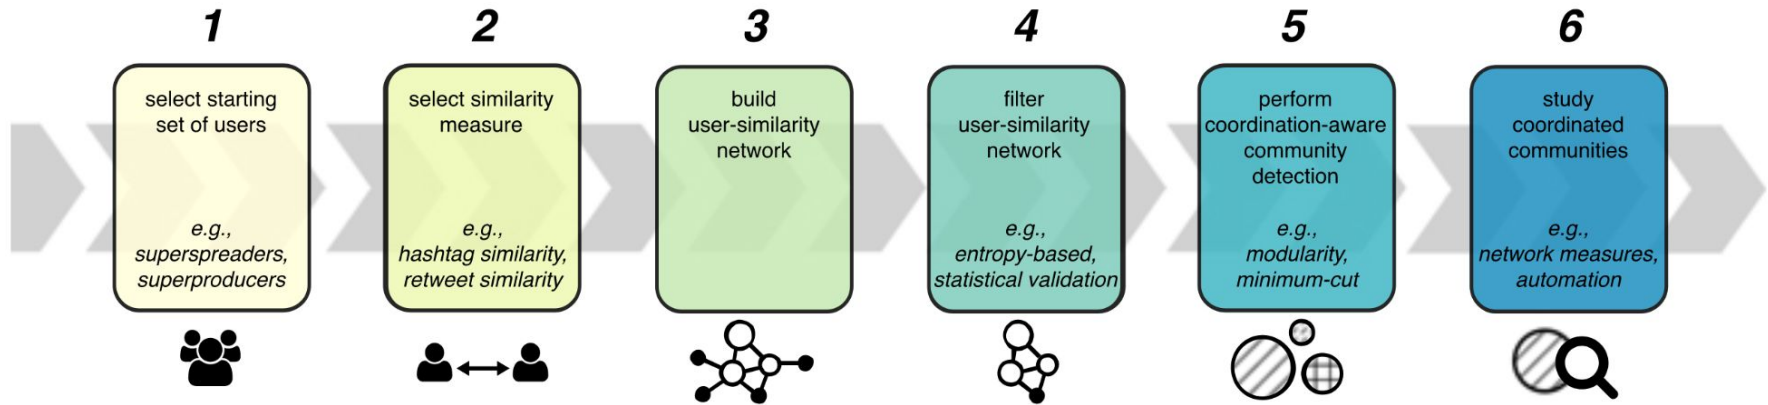 1
select starting
set of users
e.g.,
superspreaders,
superproducers
2
select similarity
measure
e.g.,
hashtag similarity,
retweet similarity
3
build
user-similarity
network
4
filter
user-similarity
network
e.g.,
entropy-based,
statistical validation
5
perform
coordination-aware
community
detection
e.g.,
modularity,
minimum-cut
6
study
coordinated
communities
e.g.,
network measures,
automation